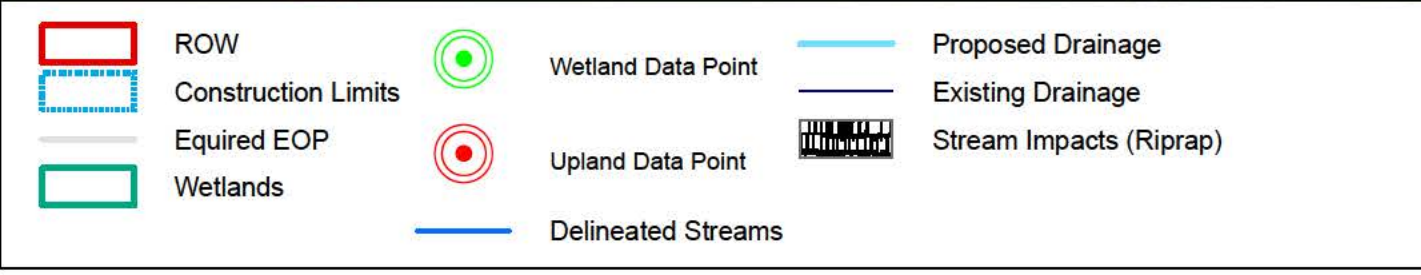 ROW
Construction Limits
Equired EOP
Wetlands
Wetland Data Point
Upland Data Point
Delineated Streams
Proposed Drainage
Existing Drainage
Stream Impacts (Riprap)